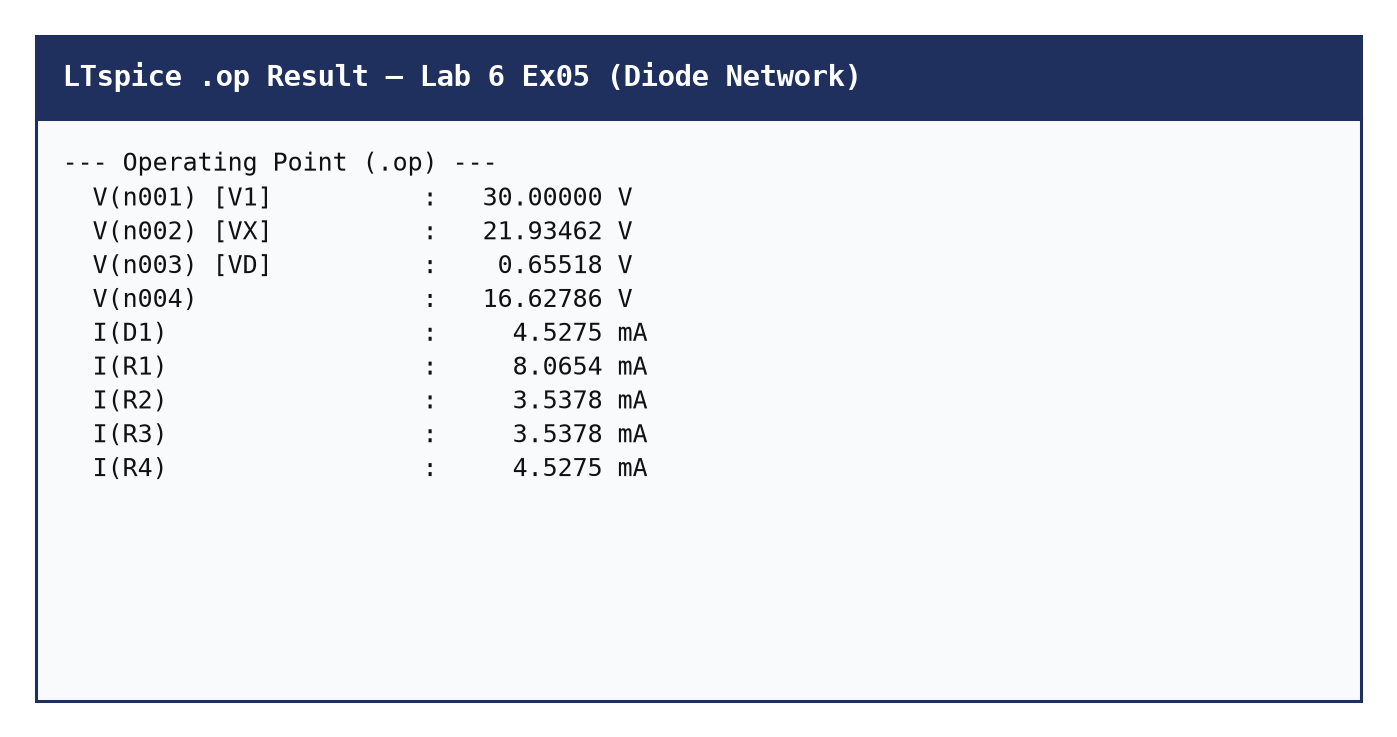 LTspice .op Result — Lab 6 Ex05 (Diode Network)
--- Operating Point (.op) ---
V(n001) [V1] : 30.00000 V
V(n002) [VX] : 21.93462 V
V(n003) [VD] : 0.65518 V
V(n004) : 16.62786 V
I(D1) : 4.5275 mA
I(R1) : 8.0654 mA
I(R2) : 3.5378 mA
I(R3) : 3.5378 mA
I(R4) : 4.5275 mA